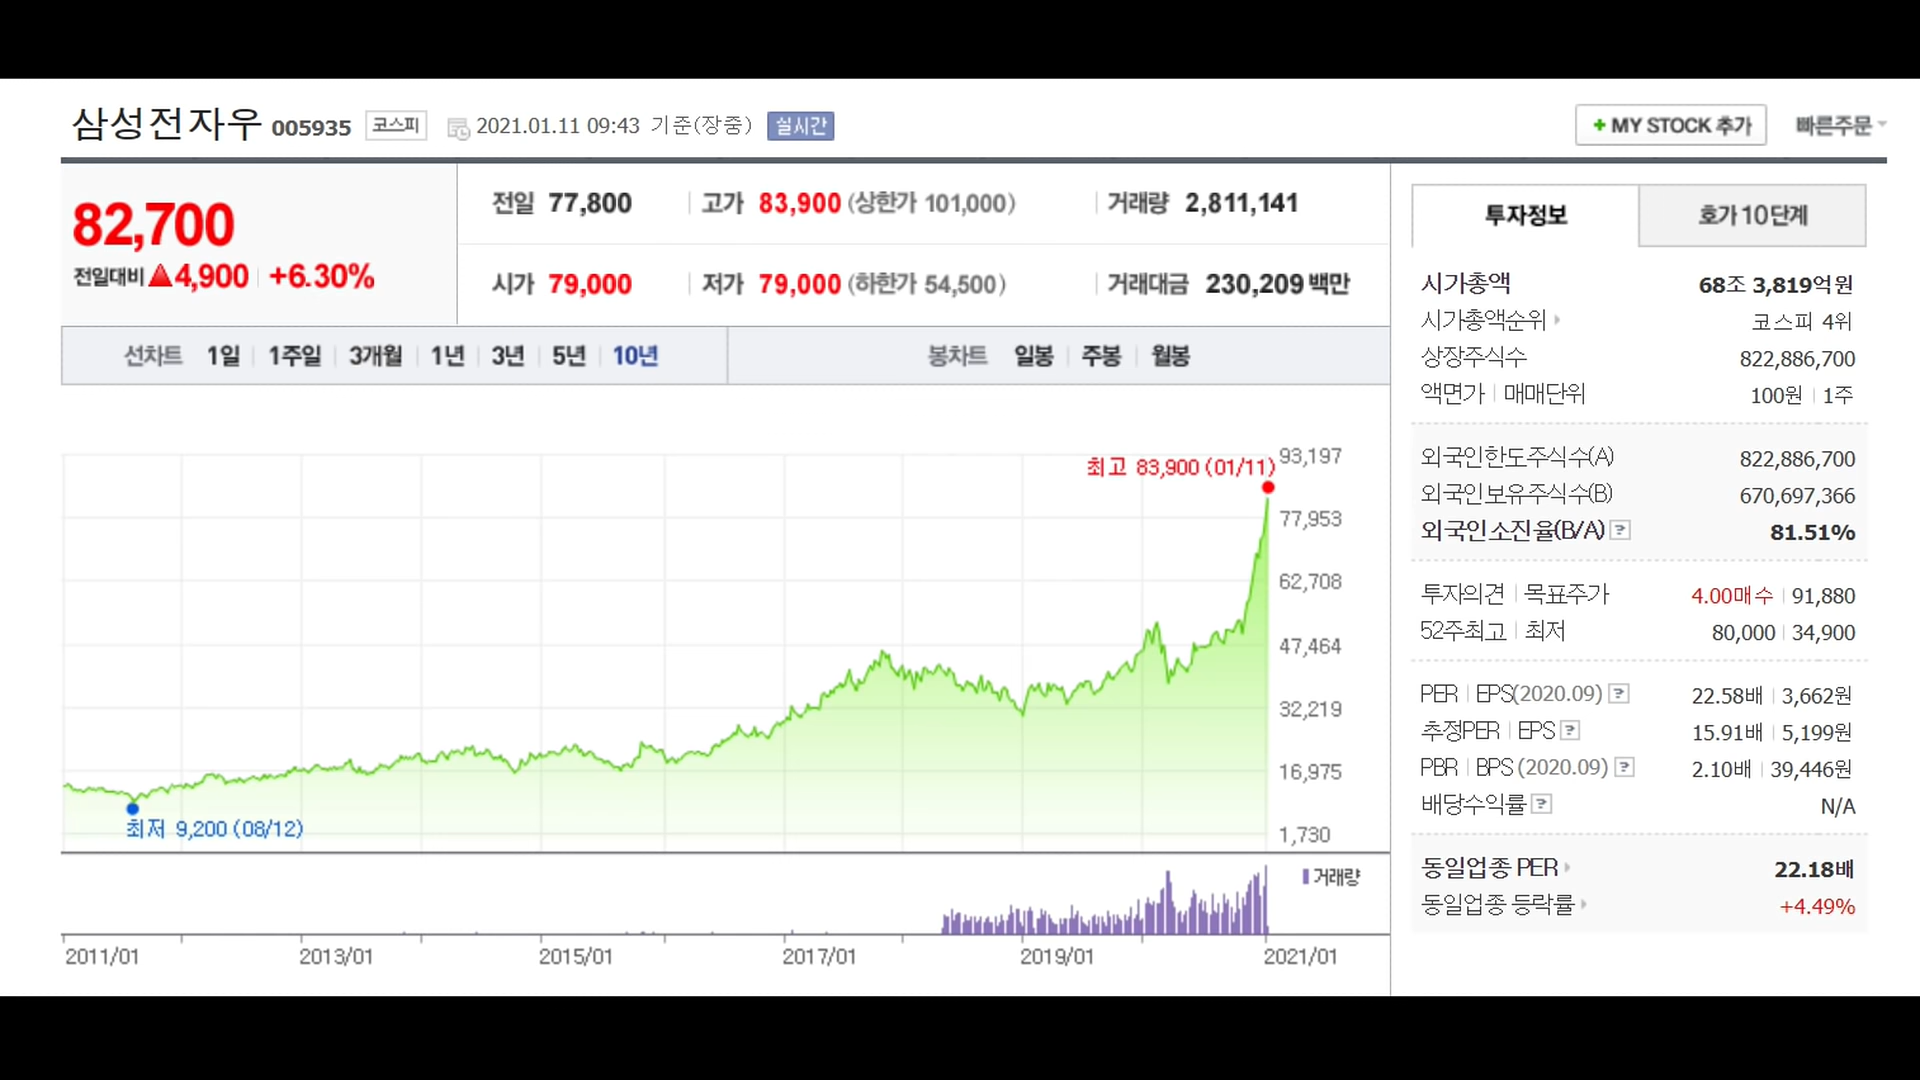 삼성전자우 005935 코스피 2021.01.11 09:43 기준(장중) 실시간
+ MY STOCK 추가 빠른주문
82,700
전일대비 ▲4,900 +6.30%
전일 77,800 고가 83,900 (상한가 101,000) 거래량 2,811,141
시가 79,000 저가 79,000 (하한가 54,500) 거래대금 230,209 백만
선차트 1일 1주일 3개월 1년 3년 5년 10년 봉차트 일봉 주봉 월봉
최고 83,900 (01/11)
93,197
77,953
62,708
47,464
32,219
16,975
1,730
최저 9,200 (08/12)
거래량
2011/01 2013/01 2015/01 2017/01 2019/01 2021/01
투자정보 호가 10단계
시가총액 68조 3,819억원
시가총액순위 코스피 4위
상장주식수 822,886,700
액면가 매매단위 100원 1주
외국인한도주식수(A) 822,886,700
외국인보유주식수(B) 670,697,366
외국인소진율(B/A) ? 81.51%
투자의견 목표주가 4.00매수 91,880
52주최고 최저 80,000 34,900
PER EPS(2020.09) ? 22.58배 3,662원
추정PER EPS ? 15.91배 5,199원
PBR BPS (2020.09) ? 2.10배 39,446원
배당수익률 ? N/A
동일업종 PER 22.18배
동일업종 등락률 +4.49%